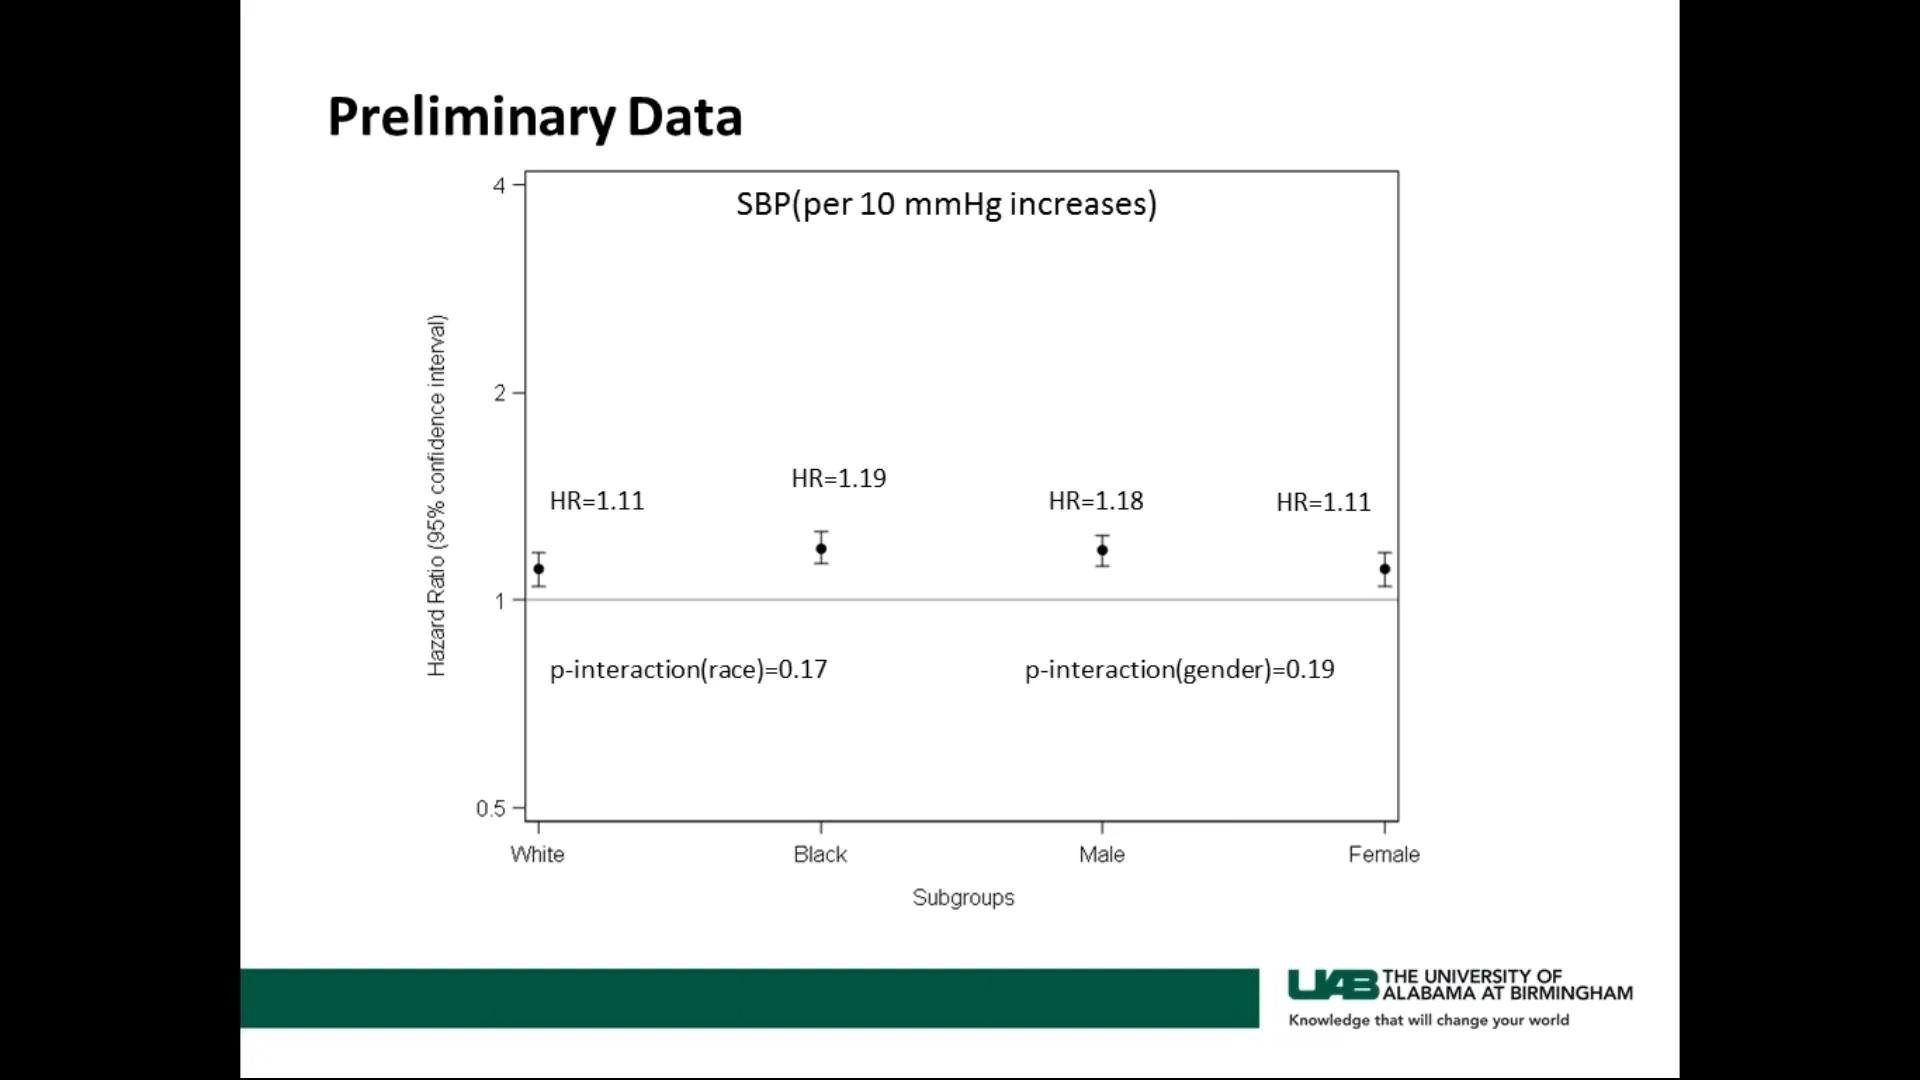 Preliminary Data
SBP(per 10 mmHg increases)
4
2
1
0.5
Hazard Ratio (95% confidence interval)
HR=1.11
HR=1.19
HR=1.18
HR=1.11
p-interaction(race)=0.17
p-interaction(gender)=0.19
White
Black
Male
Female
Subgroups
UAB
THE UNIVERSITY OF
ALABAMA AT BIRMINGHAM
Knowledge that will change your world